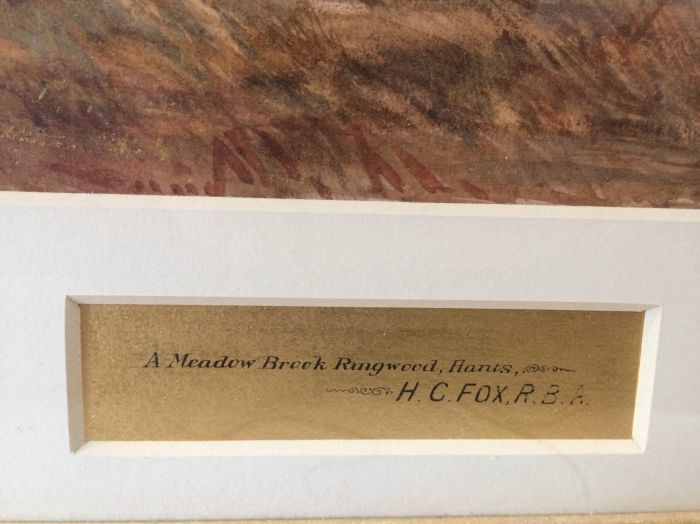 A Meadow Brook Ringwood, Hants,
H. C. FOX, R. B. A.